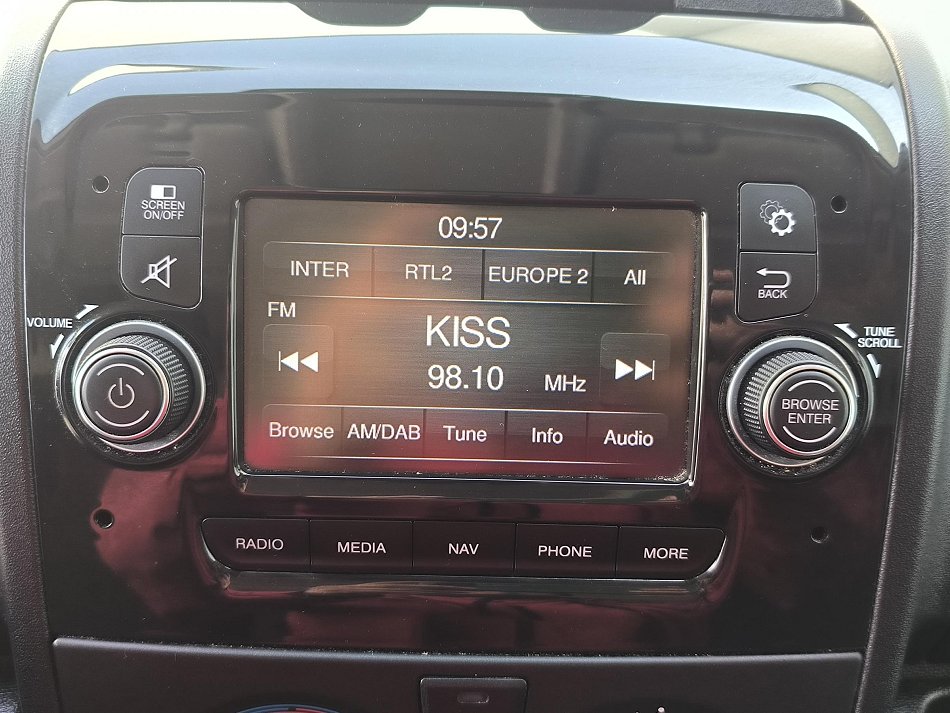 SCREEN
ON/OFF
VOLUME
09:57
INTER RTL2 EUROPE 2 All
FM
KISS
98.10 MHz
Browse AM/DAB Tune Info Audio
BACK
TUNE
SCROLL
BROWSE
ENTER
RADIO MEDIA NAV PHONE MORE